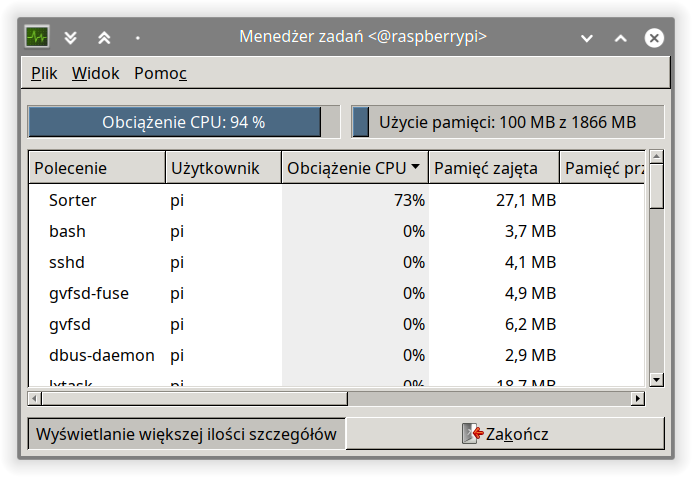 Menedżer zadań <@raspberrypi>
Plik Widok Pomoc
Obciążenie CPU: 94 % Użycie pamięci: 100 MB z 1866 MB
Polecenie Użytkownik Obciążenie CPU Pamięć zajęta Pamięć prz
Sorter pi 73% 27,1 MB
bash pi 0% 3,7 MB
sshd pi 0% 4,1 MB
gvfsd-fuse pi 0% 4,9 MB
gvfsd pi 0% 6,2 MB
dbus-daemon pi 0% 2,9 MB
lxtask pi 0% 18,7 MB
Wyświetlanie większej ilości szczegółów Zakończ